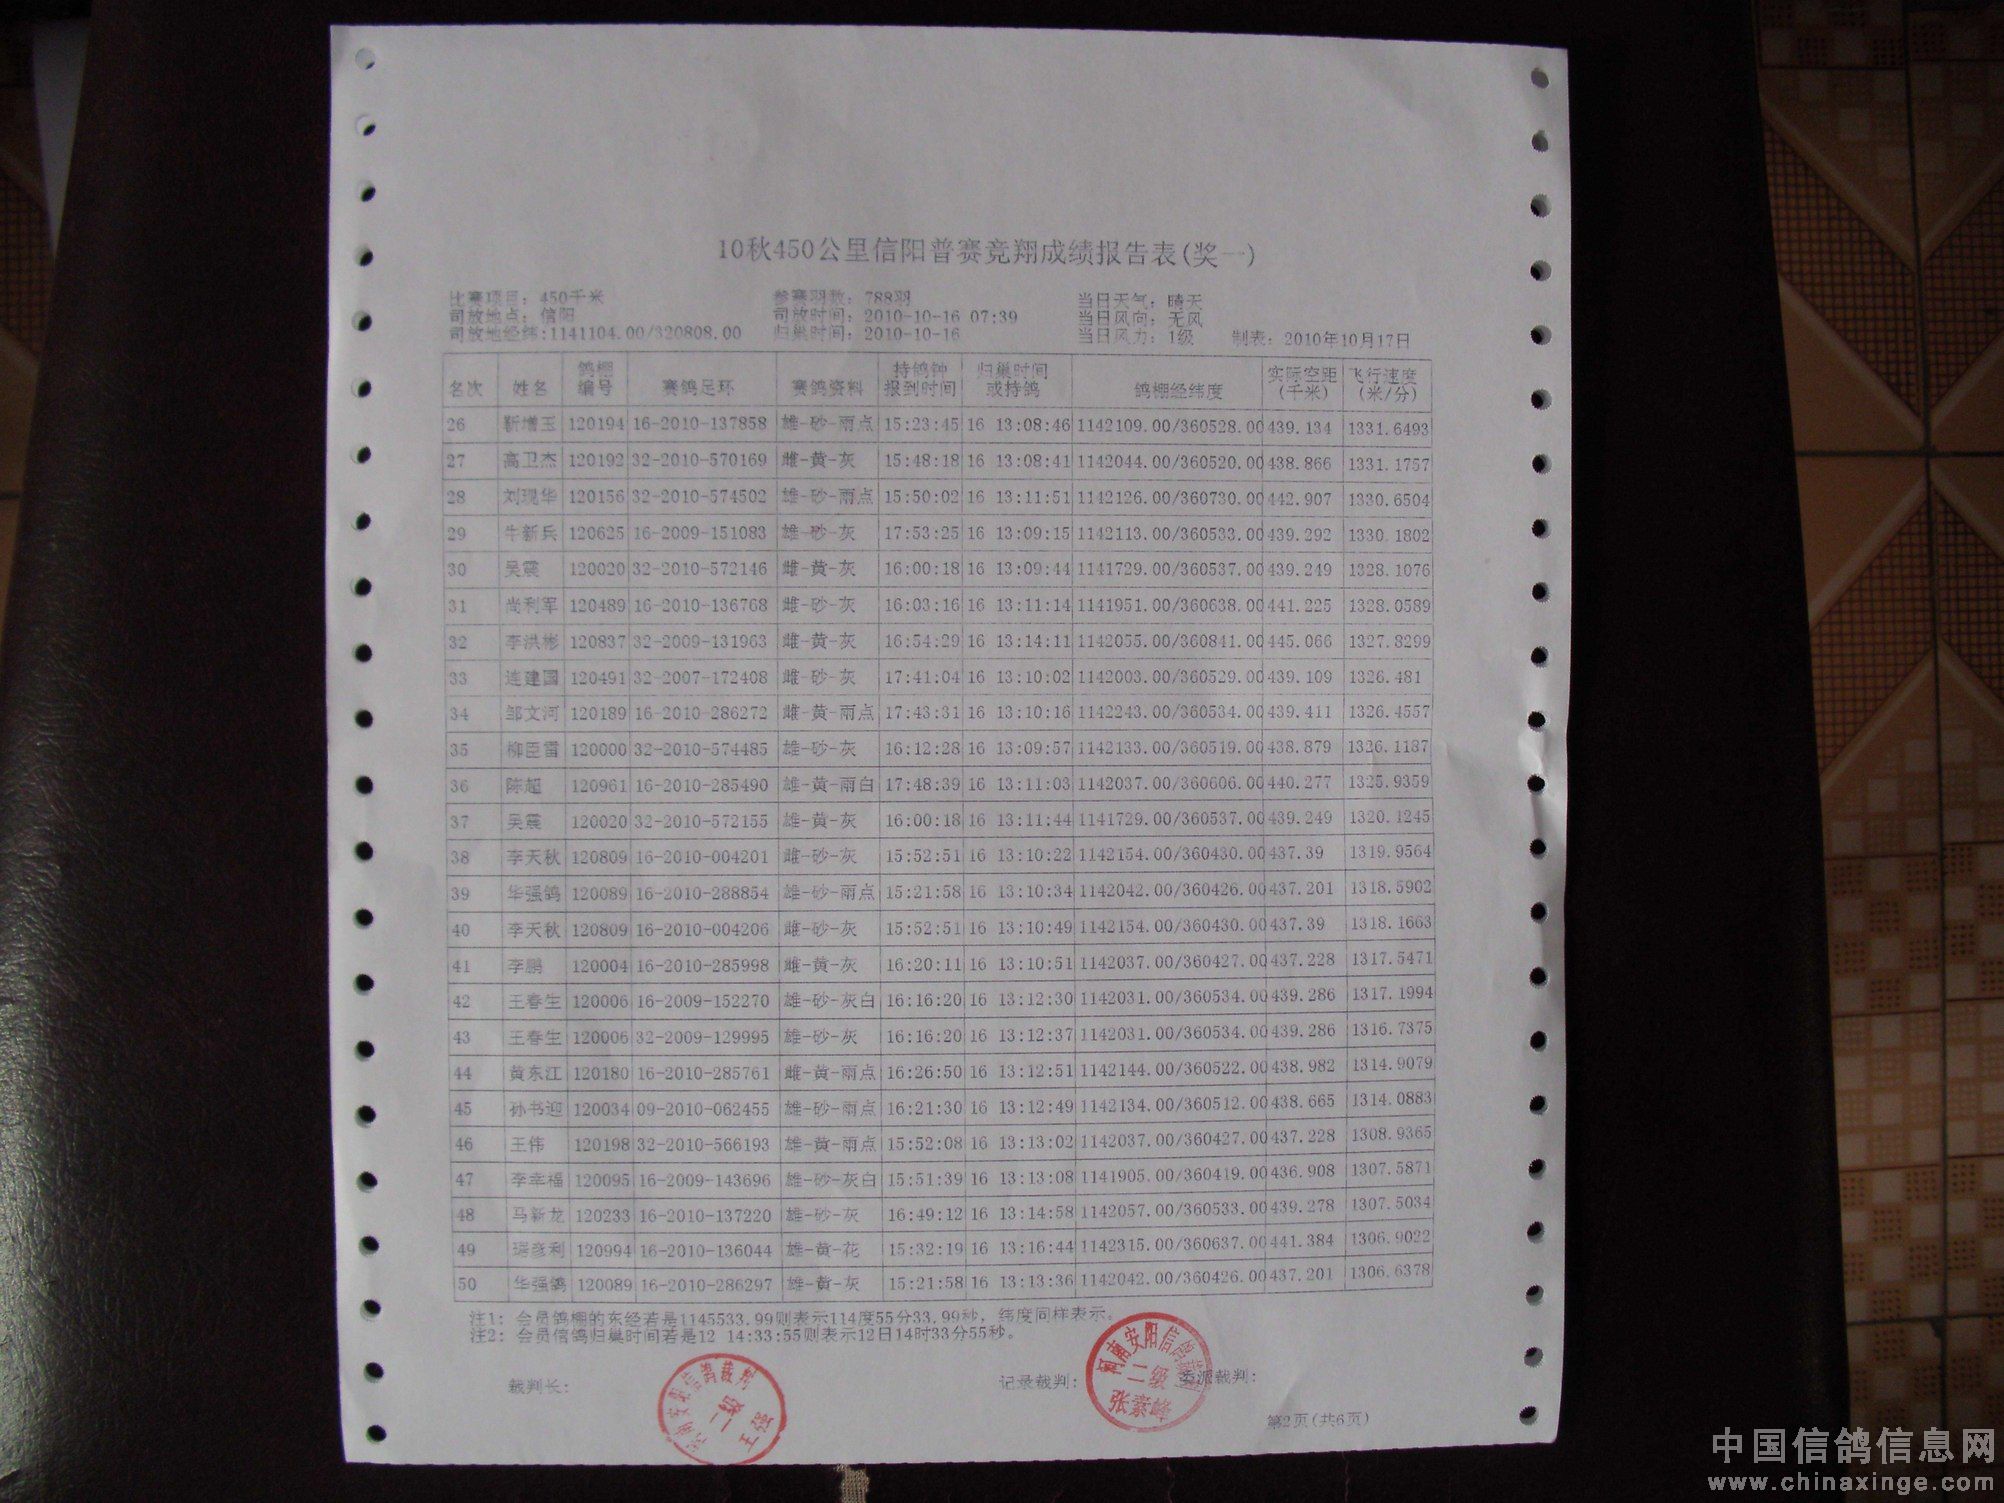 10秋450公里信阳普赛竞翔成绩报告表(奖一)
比赛项目: 450千米 参赛羽数: 788羽 当日天气: 晴天
司放地点: 信阳 司放时间: 2010-10-16 07:39 当日风向: 无风
司放地经纬:1141104.00/320808.00 归巢时间: 2010-10-16 当日风力: 1级 制表: 2010年10月17日
名次 姓名 鸽棚编号 赛鸽足环 赛鸽资料 持鸽钟报到时间 归巢时间或持鸽 鸽棚经纬度 实际空距(千米) 飞行速度(米/分)
26 靳增玉 120194 16-2010-137858 雄-砂-雨点 15:23:45 16 13:08:46 1142109.00/360528.00 439.134 1331.6493
27 高卫杰 120192 32-2010-570169 雌-黄-灰 15:48:18 16 13:08:41 1142044.00/360520.00 438.866 1331.1757
28 刘现华 120156 32-2010-574502 雄-砂-雨点 15:50:02 16 13:11:51 1142126.00/360730.00 442.907 1330.6504
29 牛新兵 120625 16-2009-151083 雄-砂-灰 17:53:25 16 13:09:15 1142113.00/360533.00 439.292 1330.1802
30 吴震 120020 32-2010-572146 雌-黄-灰 16:00:18 16 13:09:44 1141729.00/360537.00 439.249 1328.1076
31 尚利军 120489 16-2010-136768 雌-砂-灰 16:03:16 16 13:11:14 1141951.00/360638.00 441.225 1328.0589
32 李洪彬 120837 32-2009-131963 雌-黄-灰 16:54:29 16 13:14:11 1142055.00/360841.00 445.066 1327.8299
33 连建国 120491 32-2007-172408 雌-砂-灰 17:41:04 16 13:10:02 1142003.00/360529.00 439.109 1326.481
34 邹文河 120189 16-2010-286272 雌-黄-雨点 17:43:31 16 13:10:16 1142243.00/360534.00 439.411 1326.4557
35 柳臣雷 120000 32-2010-574485 雄-砂-灰 16:12:28 16 13:09:57 1142133.00/360519.00 438.879 1326.1187
36 陈超 120961 16-2010-285490 雄-黄-雨白 17:48:39 16 13:11:03 1142037.00/360606.00 440.277 1325.9359
37 吴震 120020 32-2010-572155 雄-黄-灰 16:00:18 16 13:11:44 1141729.00/360537.00 439.249 1320.1245
38 李天秋 120809 16-2010-004201 雌-砂-灰 15:52:51 16 13:10:22 1142154.00/360430.00 437.39 1319.9564
39 华强鸽 120089 16-2010-288854 雄-砂-雨点 15:21:58 16 13:10:34 1142042.00/360426.00 437.201 1318.5902
40 李天秋 120809 16-2010-004206 雌-砂-灰 15:52:51 16 13:10:49 1142154.00/360430.00 437.39 1318.1663
41 李鹏 120004 16-2010-285998 雌-黄-灰 16:20:11 16 13:10:51 1142037.00/360427.00 437.228 1317.5471
42 王春生 120006 16-2009-152270 雄-砂-灰白 16:16:20 16 13:12:30 1142031.00/360534.00 439.286 1317.1994
43 王春生 120006 32-2009-129995 雄-砂-灰 16:16:20 16 13:12:37 1142031.00/360534.00 439.286 1316.7375
44 黄东江 120180 16-2010-285761 雌-黄-雨点 16:26:50 16 13:12:51 1142144.00/360522.00 438.982 1314.9079
45 孙书迎 120034 09-2010-062455 雄-砂-雨点 16:21:30 16 13:12:49 1142134.00/360512.00 438.665 1314.0883
46 王伟 120198 32-2010-566193 雄-黄-雨点 15:52:08 16 13:13:02 1142037.00/360427.00 437.228 1308.9365
47 李幸福 120095 16-2009-143696 雄-砂-灰白 15:51:39 16 13:13:08 1141905.00/360419.00 436.908 1307.5871
48 马新龙 120233 16-2010-137220 雄-砂-灰 16:49:12 16 13:14:58 1142057.00/360533.00 439.278 1307.5034
49 彦利 120994 16-2010-136044 雄-黄-花 15:32:19 16 13:16:44 1142315.00/360637.00 441.384 1306.9022
50 华强鸽 120089 16-2010-286297 雄-黄-灰 15:21:58 16 13:13:36 1142042.00/360426.00 437.201 1306.6378
注1: 会员鸽棚的东经若是1145533.99则表示114度55分33.99秒, 纬度同样表示。
注2: 会员信鸽归巢时间若是12 14:33:55则表示12日14时33分55秒。
裁判长: 记录裁判: 委派裁判:
河南安阳信鸽裁判 二级 王强
河南安阳信鸽裁判 二级 张素峰
第2页(共6页)
中国信鸽信息网
www.chinaxinge.com